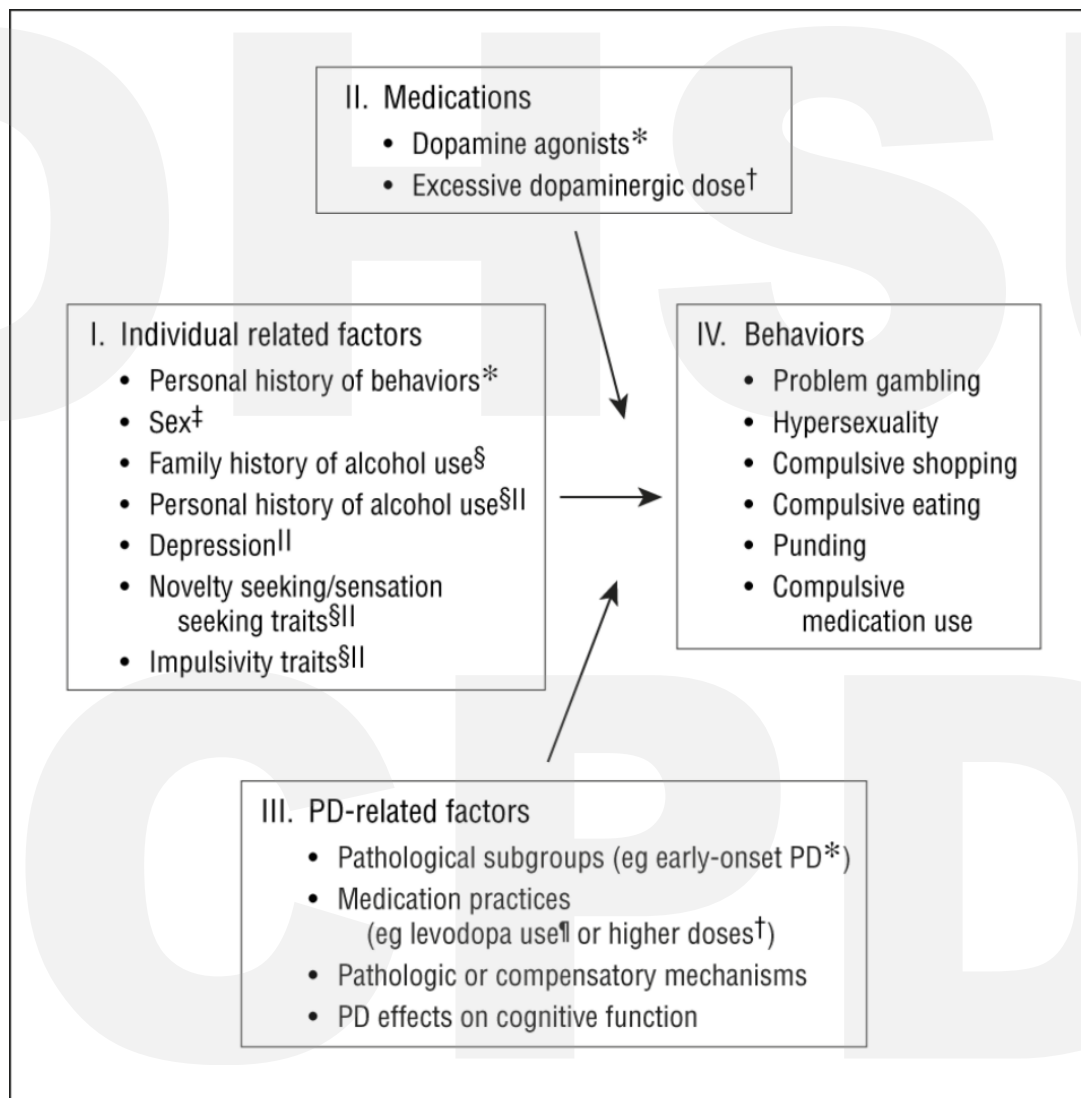 II. Medications
• Dopamine agonists*
• Excessive dopaminergic dose†
I. Individual related factors
• Personal history of behaviors*
• Sex‡
• Family history of alcohol use§
• Personal history of alcohol use§II
• Depression II
• Novelty seeking/sensation
seeking traits§II
• Impulsivity traits§II
IV. Behaviors
• Problem gambling
• Hypersexuality
• Compulsive shopping
• Compulsive eating
• Punding
• Compulsive
medication use
III. PD-related factors
• Pathological subgroups (eg early-onset PD*)
• Medication practices
(eg levodopa use¶ or higher doses†)
• Pathologic or compensatory mechanisms
• PD effects on cognitive function
CPD